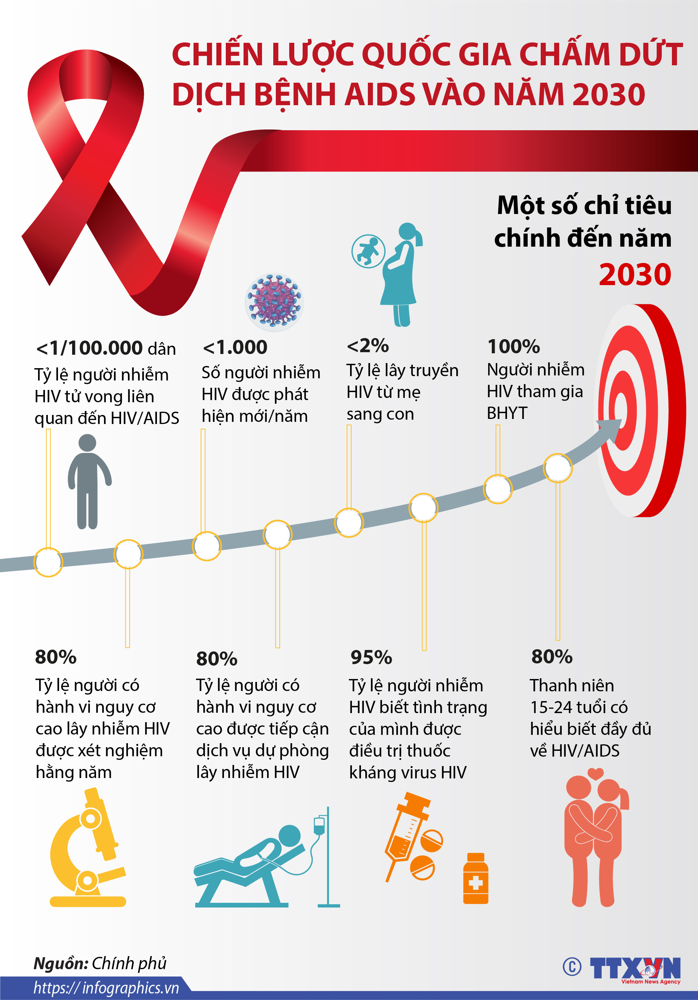 CHIẾN LƯỢC QUỐC GIA CHẤM DỨT
DỊCH BỆNH AIDS VÀO NĂM 2030
Một số chỉ tiêu
chính đến năm
2030
<1/100.000 dân
Tỷ lệ người nhiễm
HIV tử vong liên
quan đến HIV/AIDS
<1.000
Số người nhiễm
HIV được phát
hiện mới/năm
<2%
Tỷ lệ lây truyền
HIV từ mẹ
sang con
100%
Người nhiễm
HIV tham gia
BHYT
80%
Tỷ lệ người có
hành vi nguy cơ
cao lây nhiễm HIV
được xét nghiệm
hằng năm
80%
Tỷ lệ người có
hành vi nguy cơ
cao được tiếp cận
dịch vụ dự phòng
lây nhiễm HIV
95%
Tỷ lệ người nhiễm
HIV biết tình trạng
của mình được
điều trị thuốc
kháng virus HIV
80%
Thanh niên
15-24 tuổi có
hiểu biết đầy đủ
về HIV/AIDS
Nguồn: Chính phủ
https:// infographics.vn
© TTXVN
Vietnam News Agency